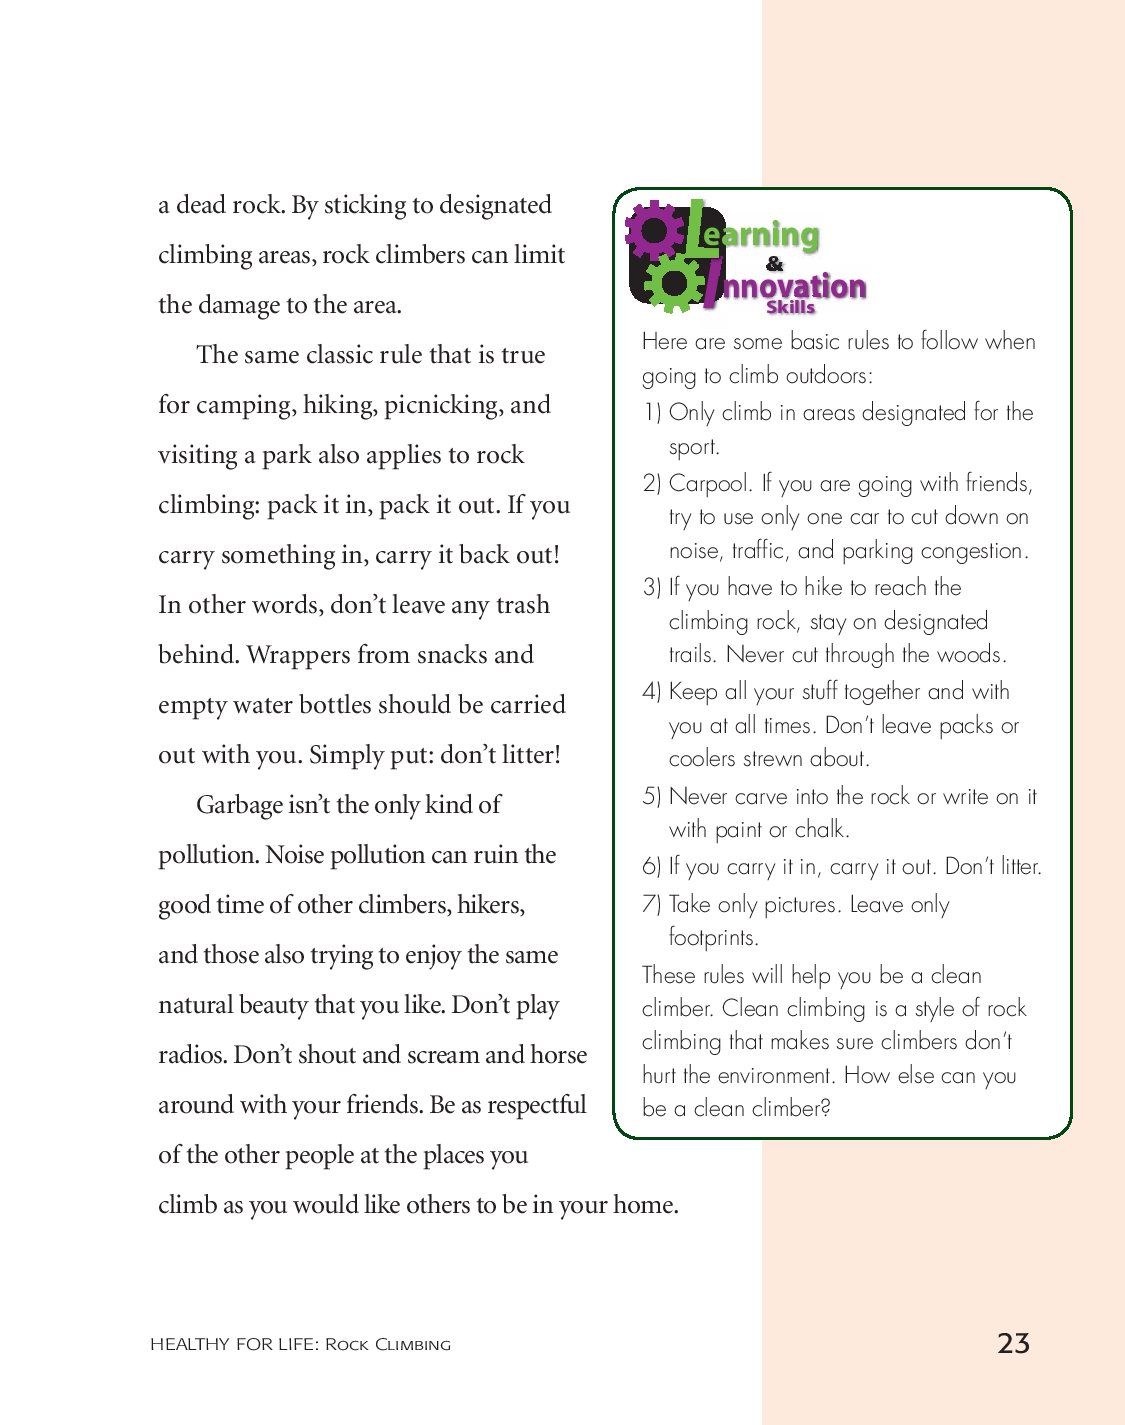 a dead rock. By sticking to designated
climbing areas, rock climbers can limit
the damage to the area.
The same classic rule that is true
for camping, hiking, picnicking, and
visiting a park also applies to rock
climbing: pack it in, pack it out. If you
carry something in, carry it back out!
In other words, don’t leave any trash
behind. Wrappers from snacks and
empty water bottles should be carried
out with you. Simply put: don’t litter!
Garbage isn’t the only kind of
pollution. Noise pollution can ruin the
good time of other climbers, hikers,
and those also trying to enjoy the same
natural beauty that you like. Don’t play
radios. Don’t shout and scream and horse
around with your friends. Be as respectful
of the other people at the places you
climb as you would like others to be in your home.
Learning
&
Innovation
Skills
Here are some basic rules to follow when
going to climb outdoors:
1) Only climb in areas designated for the
sport.
2) Carpool. If you are going with friends,
try to use only one car to cut down on
noise, traffic, and parking congestion.
3) If you have to hike to reach the
climbing rock, stay on designated
trails. Never cut through the woods.
4) Keep all your stuff together and with
you at all times. Don’t leave packs or
coolers strewn about.
5) Never carve into the rock or write on it
with paint or chalk.
6) If you carry it in, carry it out. Don’t litter.
7) Take only pictures. Leave only
footprints.
These rules will help you be a clean
climber. Clean climbing is a style of rock
climbing that makes sure climbers don’t
hurt the environment. How else can you
be a clean climber?
HEALTHY FOR LIFE: Rock Climbing
23